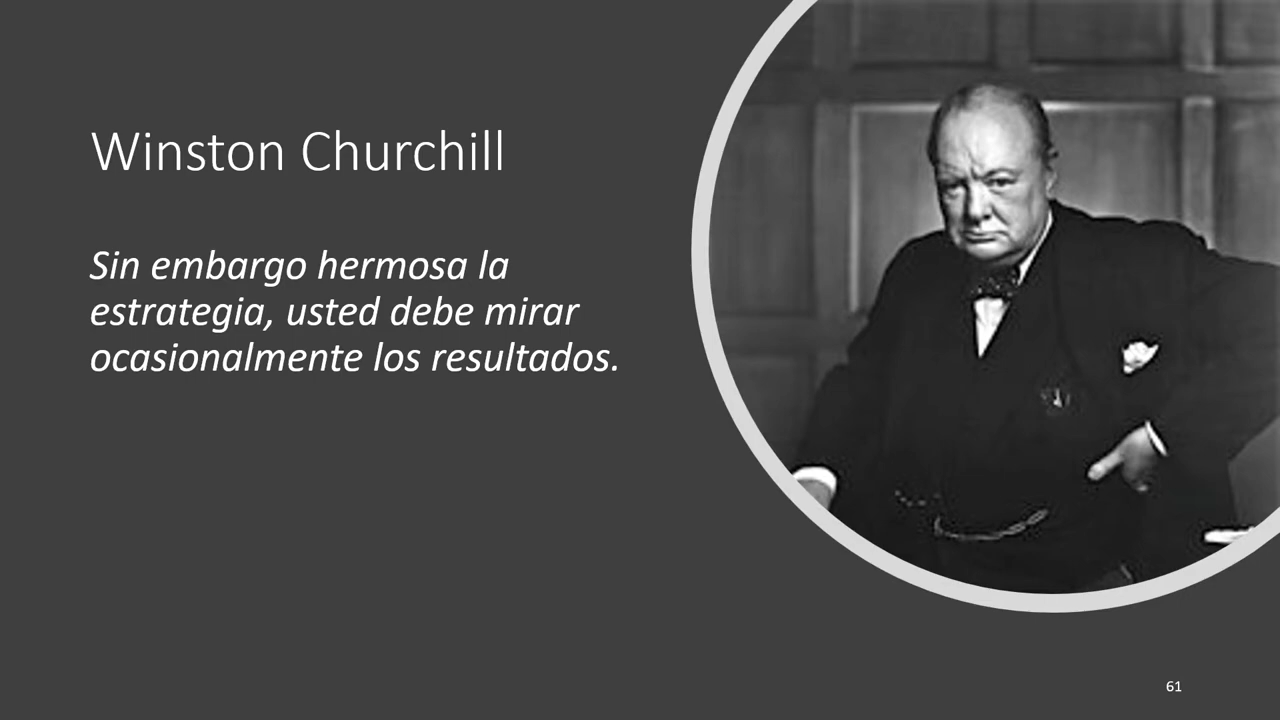 Winston Churchill
Sin embargo hermosa la
estrategia, usted debe mirar
ocasionalmente los resultados.
61